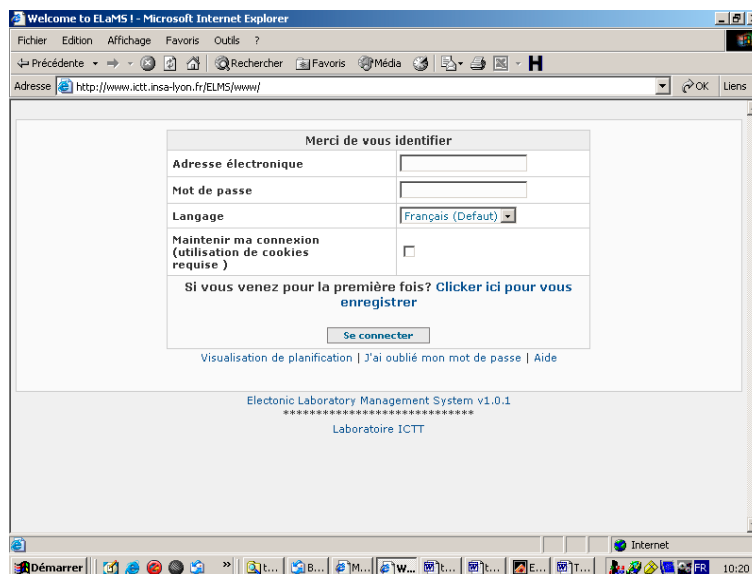 Welcome to ELaMS ! - Microsoft Internet Explorer
Fichier Edition Affichage Favoris Outils ?
Précédente Rechercher Favoris Média H
Adresse http://www.ictt.insa-lyon.fr/ELMS/www/ OK Liens
Merci de vous identifier
Adresse électronique
Mot de passe
Langage Français (Defaut)
Maintenir ma connexion
(utilisation de cookies
requise )
Si vous venez pour la première fois? Clicker ici pour vous
enregistrer
Se connecter
Visualisation de planification | J'ai oublié mon mot de passe | Aide
Electonic Laboratory Management System v1.0.1
*****************************
Laboratoire ICTT
Internet
Démarrer » t... B... M... W... t... t... E... T... FR 10:20